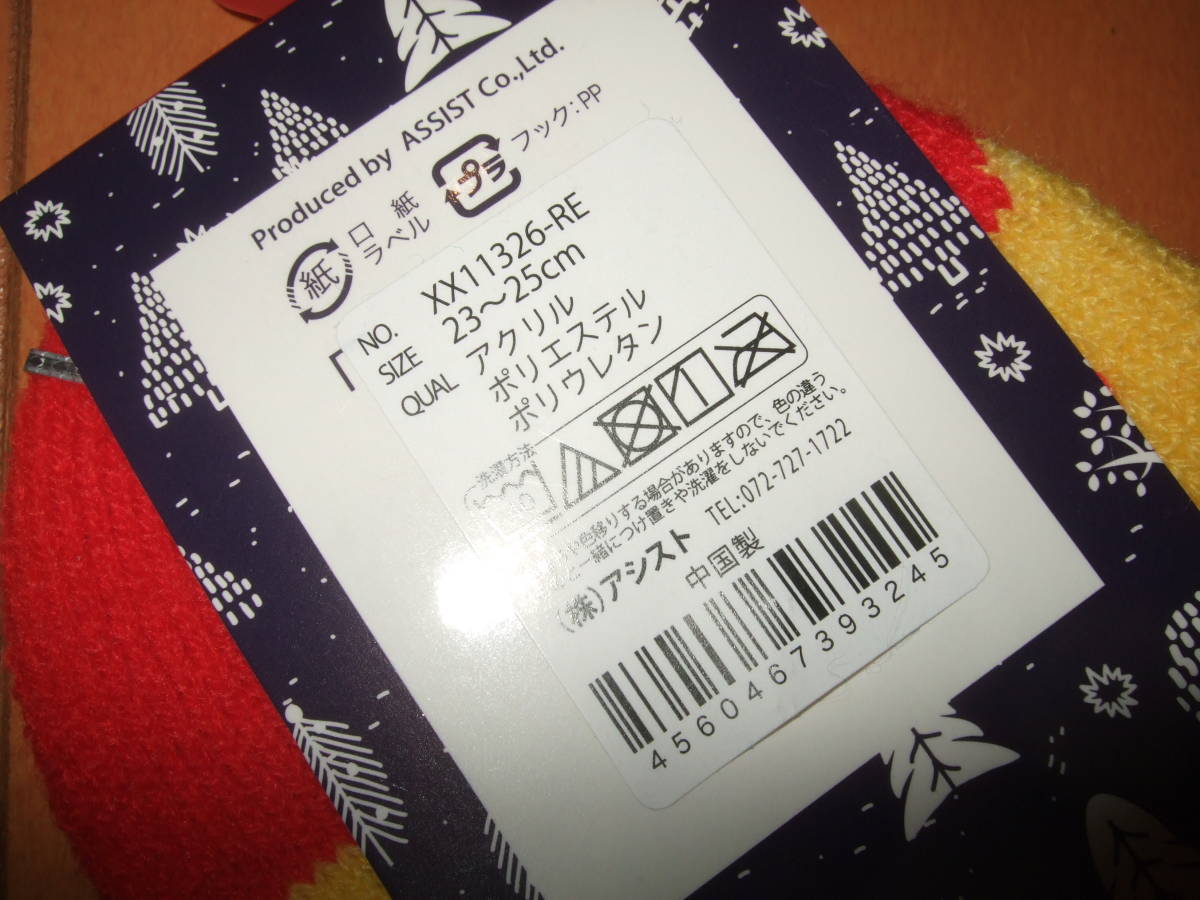 Produced by ASSIST Co.,Ltd.
紙
口 紙
ラベル
プラ
フック:PP
NO. XX11326-RE
SIZE 23～25cm
QUAL アクリル
ポリエステル
ポリウレタン
洗濯方法
や色移りする場合がありますので、色の違う
と一緒につけ置きや洗濯をしないでください。
(株)アシスト TEL:072-727-1722
中国製
4560467393245